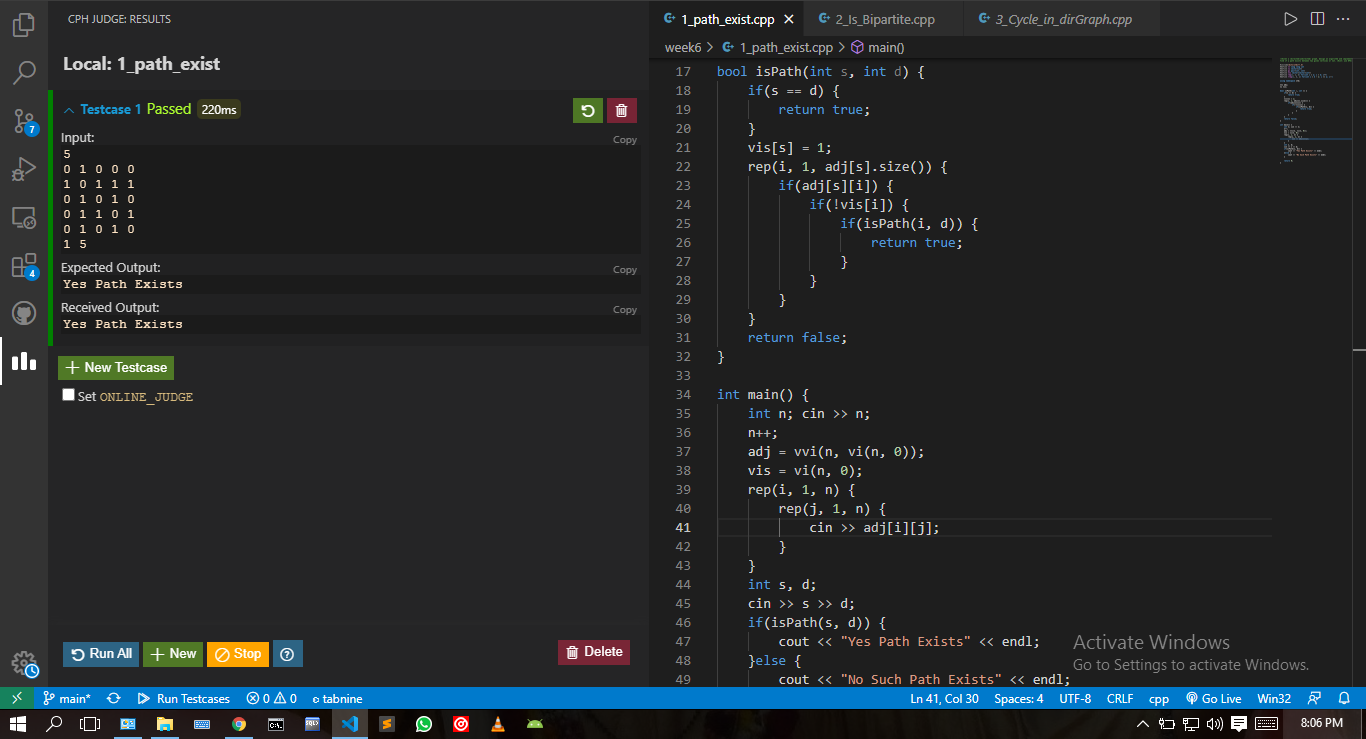 CPH JUDGE: RESULTS
Local: 1_path_exist
Testcase 1 Passed 220ms
Input:
Copy
5
0 1 0 0 0
1 0 1 1 1
0 1 0 1 0
0 1 1 0 1
0 1 0 1 0
1 5
Expected Output:
Copy
Yes Path Exists
Received Output:
Copy
Yes Path Exists
New Testcase
Set ONLINE_JUDGE
Run All
New
Stop
Delete
7
4
1_path_exist.cpp
2_Is_Bipartite.cpp
3_Cycle_in_dirGraph.cpp
week6 > 1_path_exist.cpp > main()
17 bool isPath(int s, int d) {
18 if(s == d) {
19 return true;
20 }
21 vis[s] = 1;
22 rep(i, 1, adj[s].size()) {
23 if(adj[s][i]) {
24 if(!vis[i]) {
25 if(isPath(i, d)) {
26 return true;
27 }
28 }
29 }
30 }
31 return false;
32 }
33
34 int main() {
35 int n; cin >> n;
36 n++;
37 adj = vvi(n, vi(n, 0));
38 vis = vi(n, 0);
39 rep(i, 1, n) {
40 rep(j, 1, n) {
41 cin >> adj[i][j];
42 }
43 }
44 int s, d;
45 cin >> s >> d;
46 if(isPath(s, d)) {
47 cout << "Yes Path Exists" << endl;
48 }else {
49 cout << "No Such Path Exists" << endl;
Activate Windows
Go to Settings to activate Windows.
main*
Run Testcases
0
0
tabnine
Ln 41, Col 30
Spaces: 4
UTF-8
CRLF
cpp
Go Live
Win32
8:06 PM